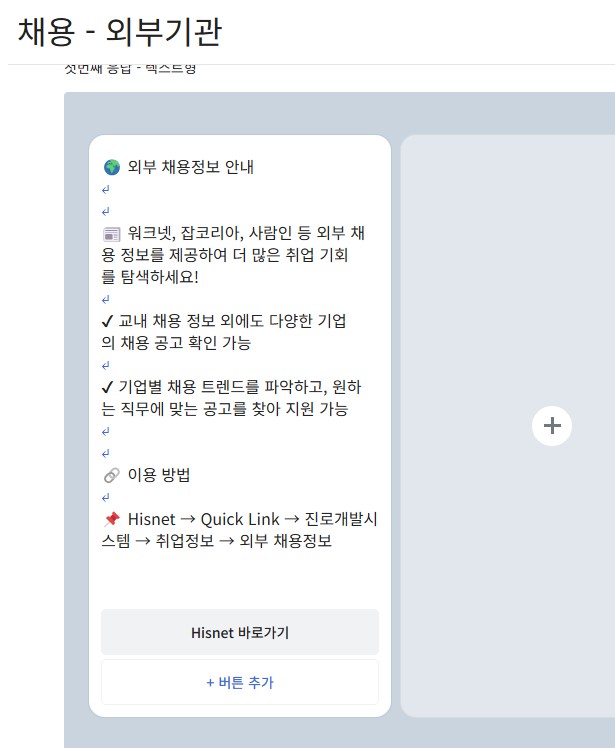 채용 - 외부기관
첫번째 응답 - 텍스트형
🌍 외부 채용정보 안내
↵
↵
📰 워크넷, 잡코리아, 사람인 등 외부 채
용 정보를 제공하여 더 많은 취업 기회
를 탐색하세요!
↵
✔ 교내 채용 정보 외에도 다양한 기업
의 채용 공고 확인 가능
↵
✔ 기업별 채용 트렌드를 파악하고, 원하
는 직무에 맞는 공고를 찾아 지원 가능
↵
↵
🔗 이용 방법
↵
📌 Hisnet → Quick Link → 진로개발시
스템 → 취업정보 → 외부 채용정보
Hisnet 바로가기
+ 버튼 추가